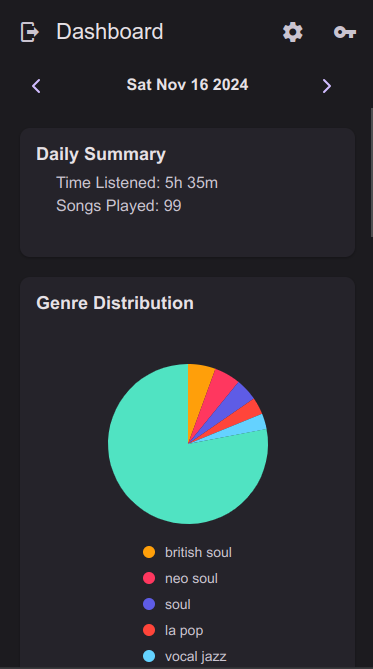 Dashboard
Sat Nov 16 2024
Daily Summary
Time Listened: 5h 35m
Songs Played: 99
Genre Distribution
british soul
neo soul
soul
la pop
vocal jazz